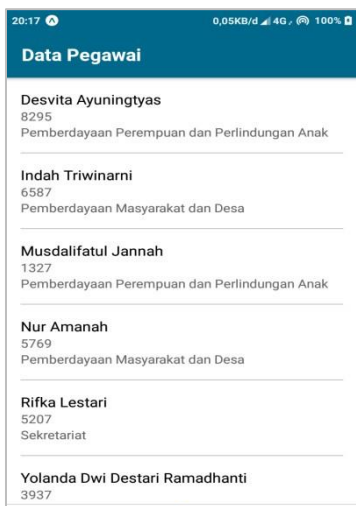 20:17 0,05KB/d 4G 100%
Data Pegawai
Desvita Ayuningtyas
8295
Pemberdayaan Perempuan dan Perlindungan Anak
Indah Triwinarni
6587
Pemberdayaan Masyarakat dan Desa
Musdalifatul Jannah
1327
Pemberdayaan Perempuan dan Perlindungan Anak
Nur Amanah
5769
Pemberdayaan Masyarakat dan Desa
Rifka Lestari
5207
Sekretariat
Yolanda Dwi Destari Ramadhanti
3937